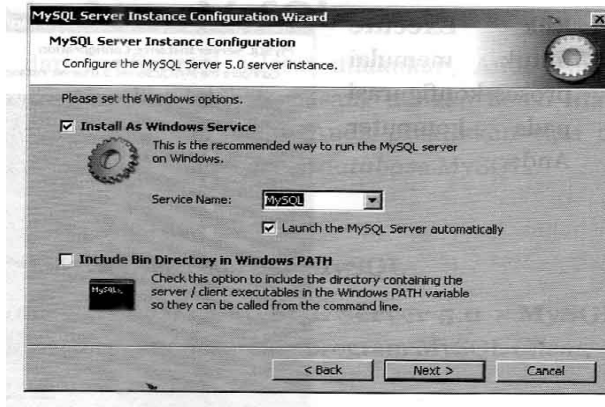 MySQL Server Instance Configuration Wizard
MySQL Server Instance Configuration
Configure the MySQL Server 5.0 server instance.
Please set the Windows options.
Install As Windows Service
This is the recommended way to run the MySQL server
on Windows.
Service Name:
MySQL
Launch the MySQL Server automatically
Include Bin Directory in Windows PATH
Check this option to include the directory containing the
server / client executables in the Windows PATH variable
so they can be called from the command line.
< Back
Next >
Cancel